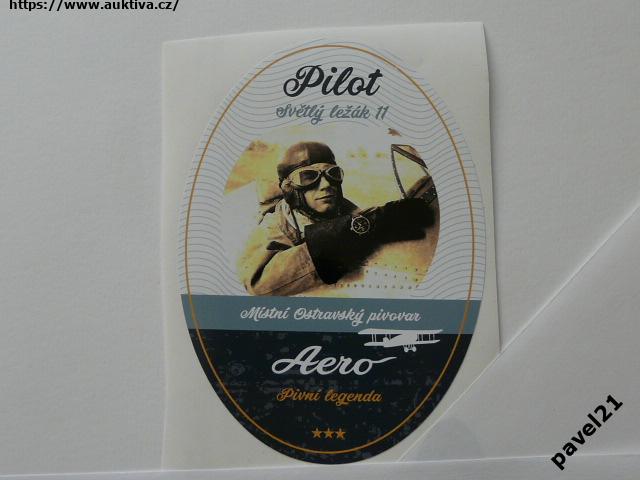 https://www.auktiva.cz/
Pilot
Světlý ležák 11
Místní Ostravský pivovar
Aero
Pivní legenda
pavel21